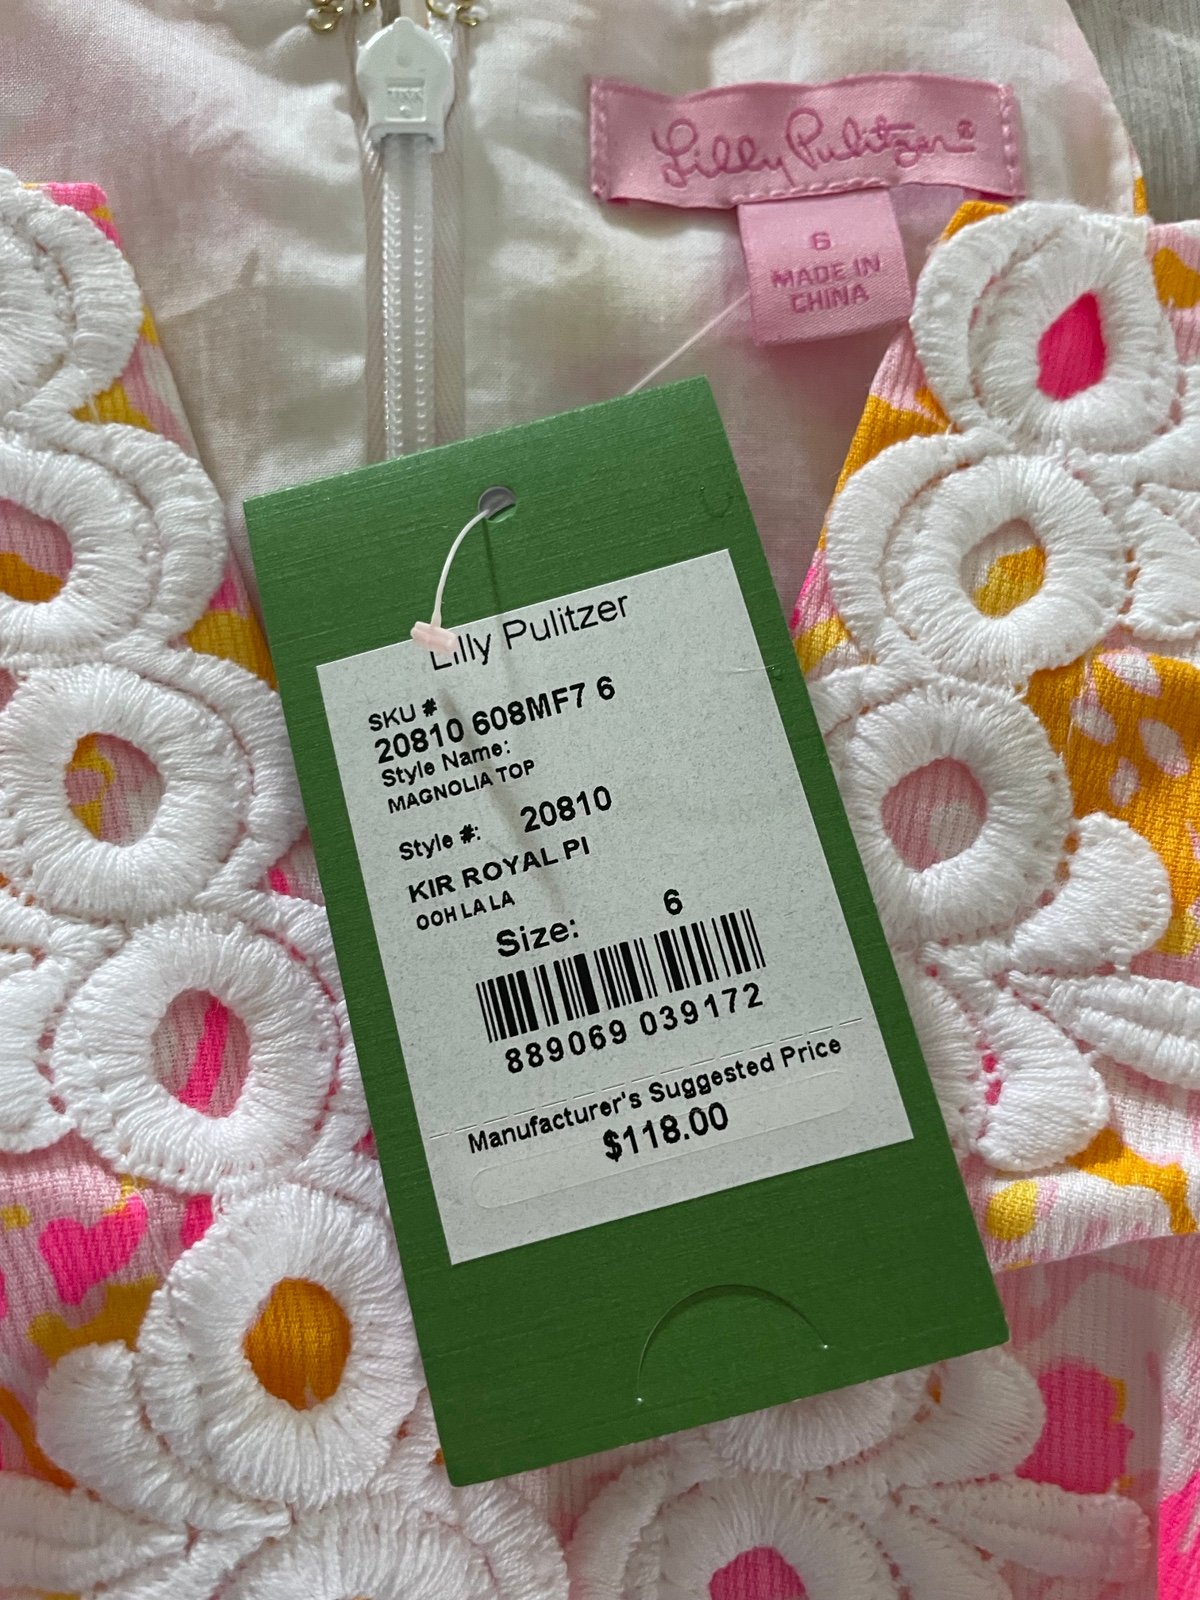 Lilly Pulitzer®
6
MADE IN
CHINA
Lilly Pulitzer
SKU #
20810 608MF7 6
Style Name:
MAGNOLIA TOP
Style #: 20810
KIR ROYAL PI
OOH LA LA
Size: 6
889069 039172
Manufacturer's Suggested Price
$118.00